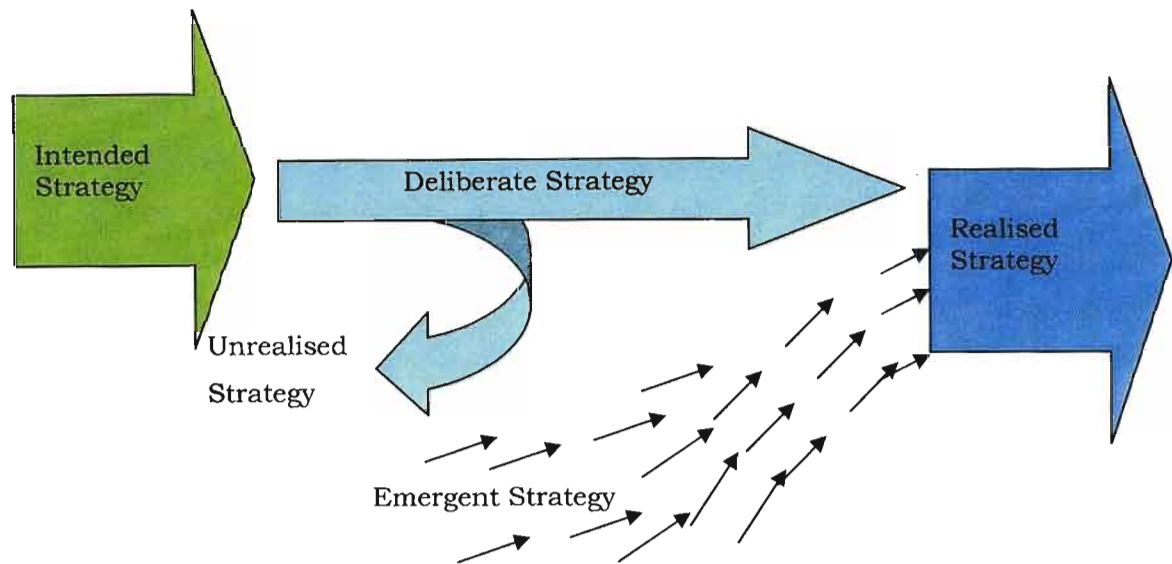 Intended
Strategy
Deliberate Strategy
Realised
Strategy
Unrealised
Strategy
Emergent Strategy